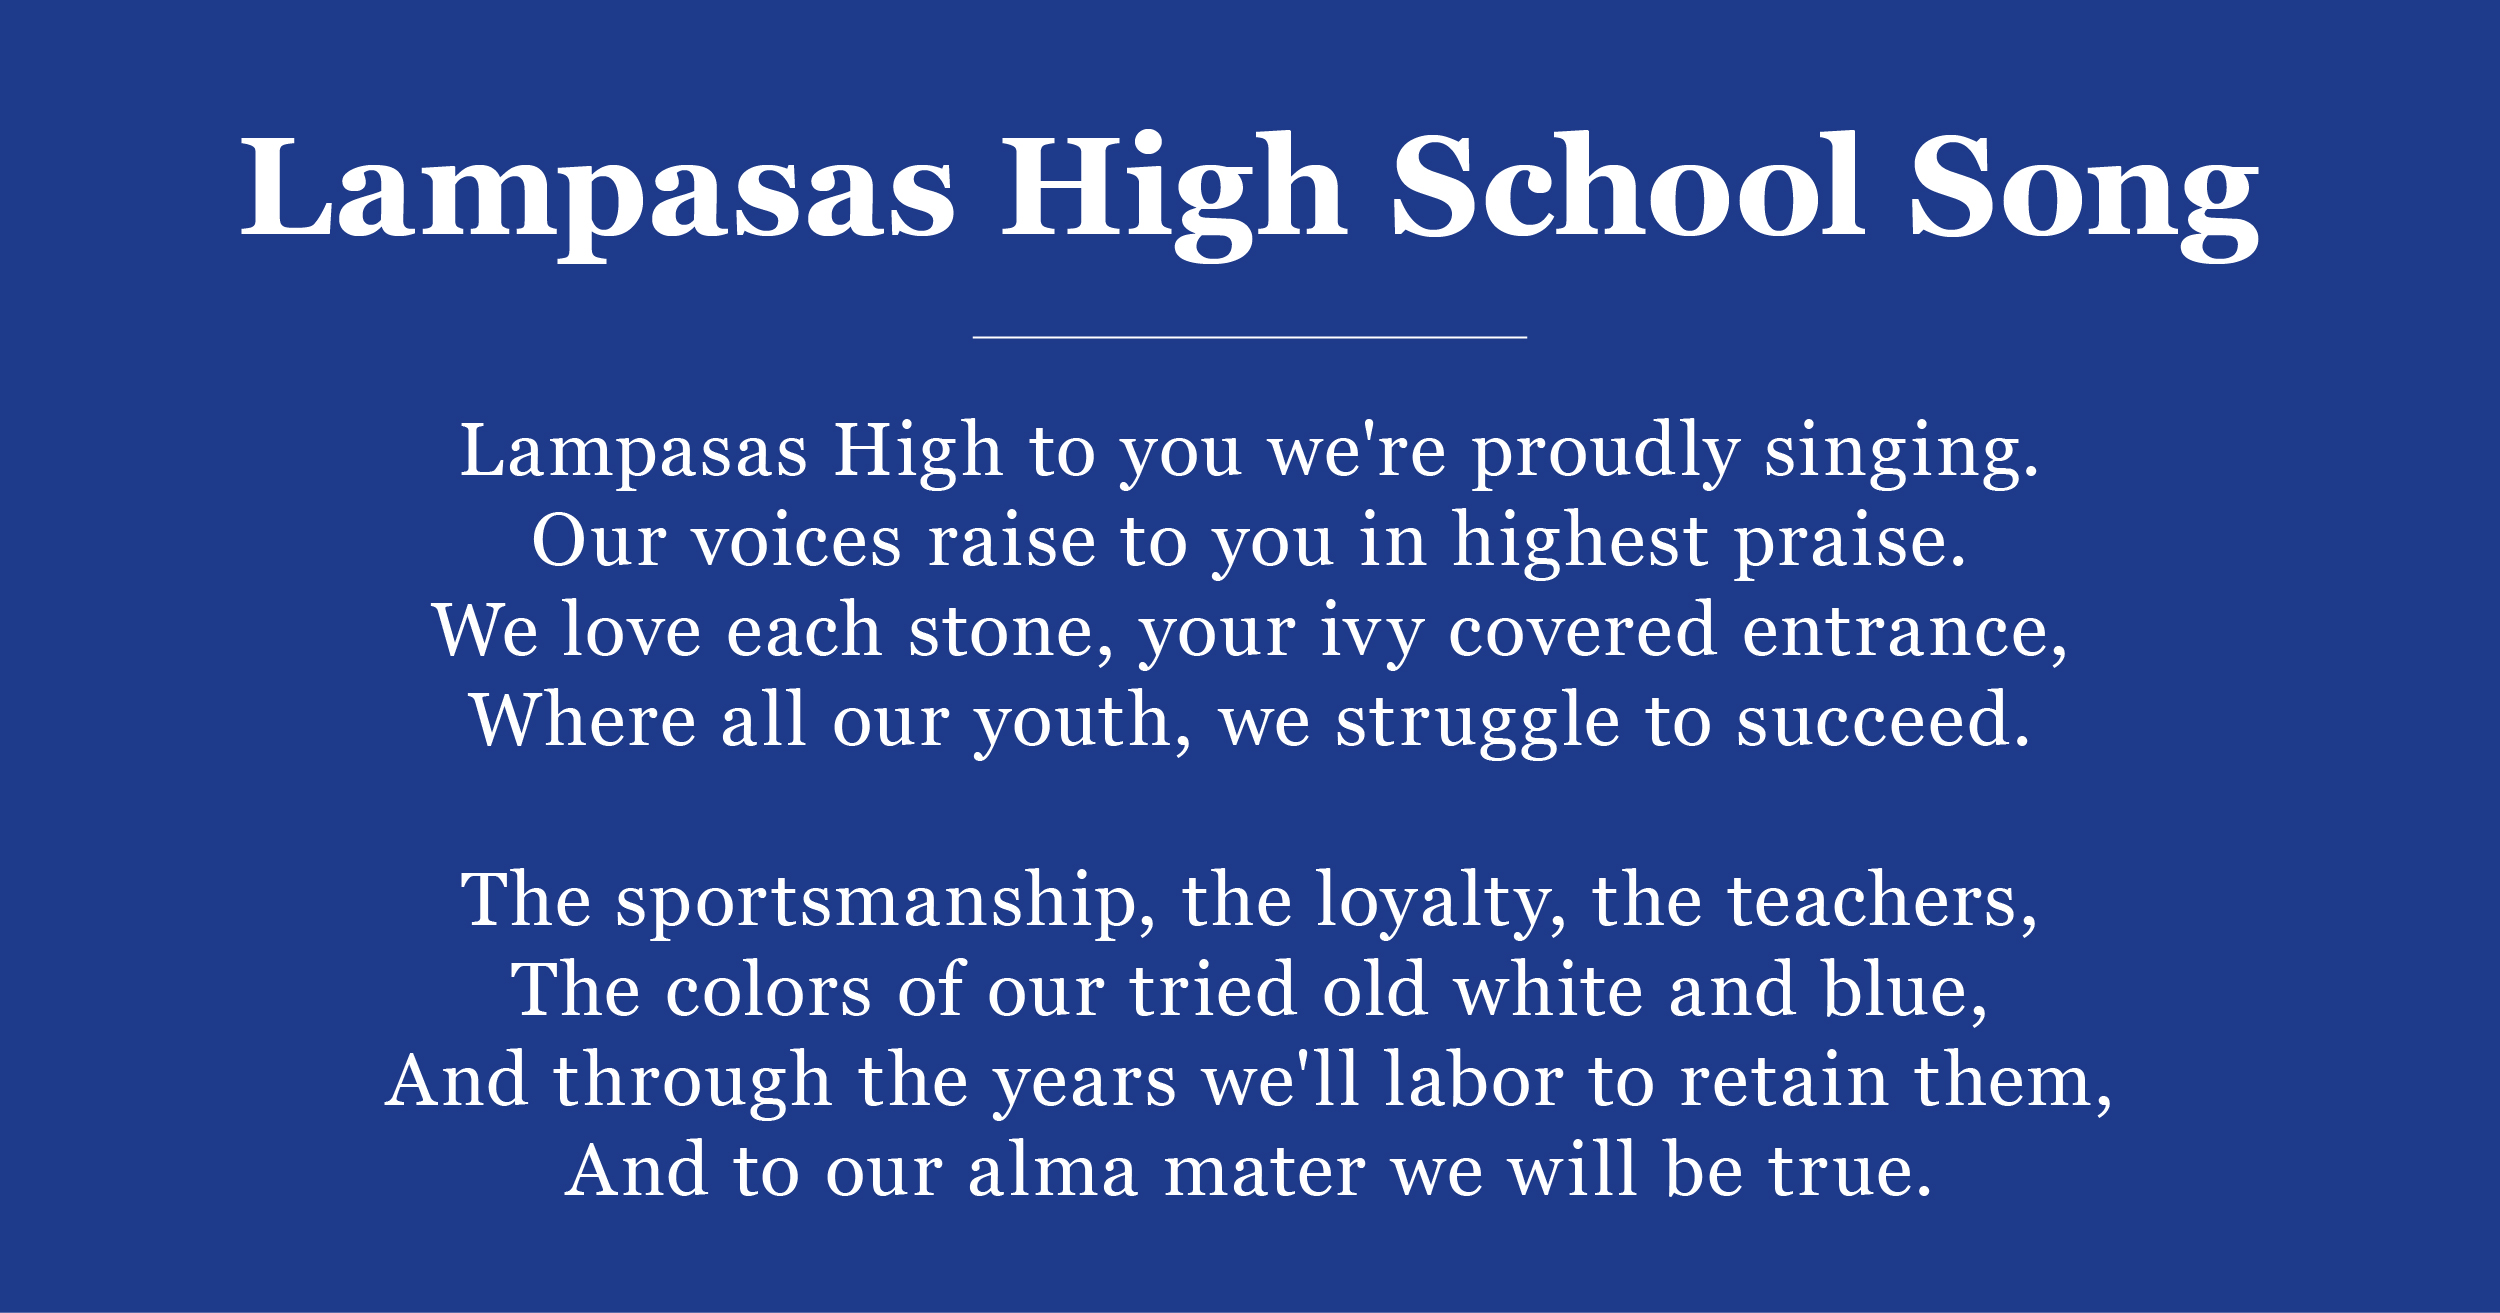 Lampasas High School Song
Lampasas High to you we're proudly singing.
Our voices raise to you in highest praise.
We love each stone, your ivy covered entrance,
Where all our youth, we struggle to succeed.
The sportsmanship, the loyalty, the teachers,
The colors of our tried old white and blue,
And through the years we'll labor to retain them,
And to our alma mater we will be true.